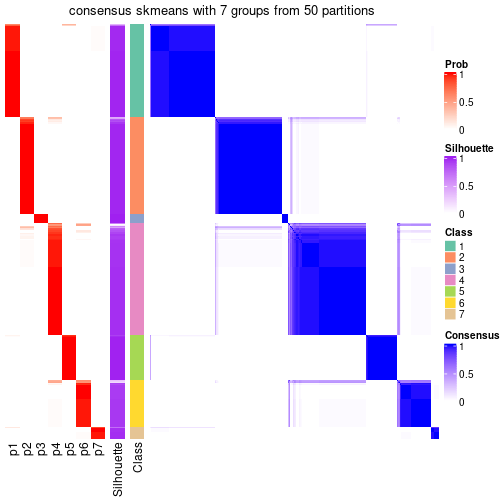 consensus skmeans with 7 groups from 50 partitions
Prob
1
0.5
0
Silhouette
1
0.5
0
Class
1
2
3
4
5
6
7
Consensus
1
0.5
0
p1
p2
p3
p4
p5
p6
p7
Silhouette
Class